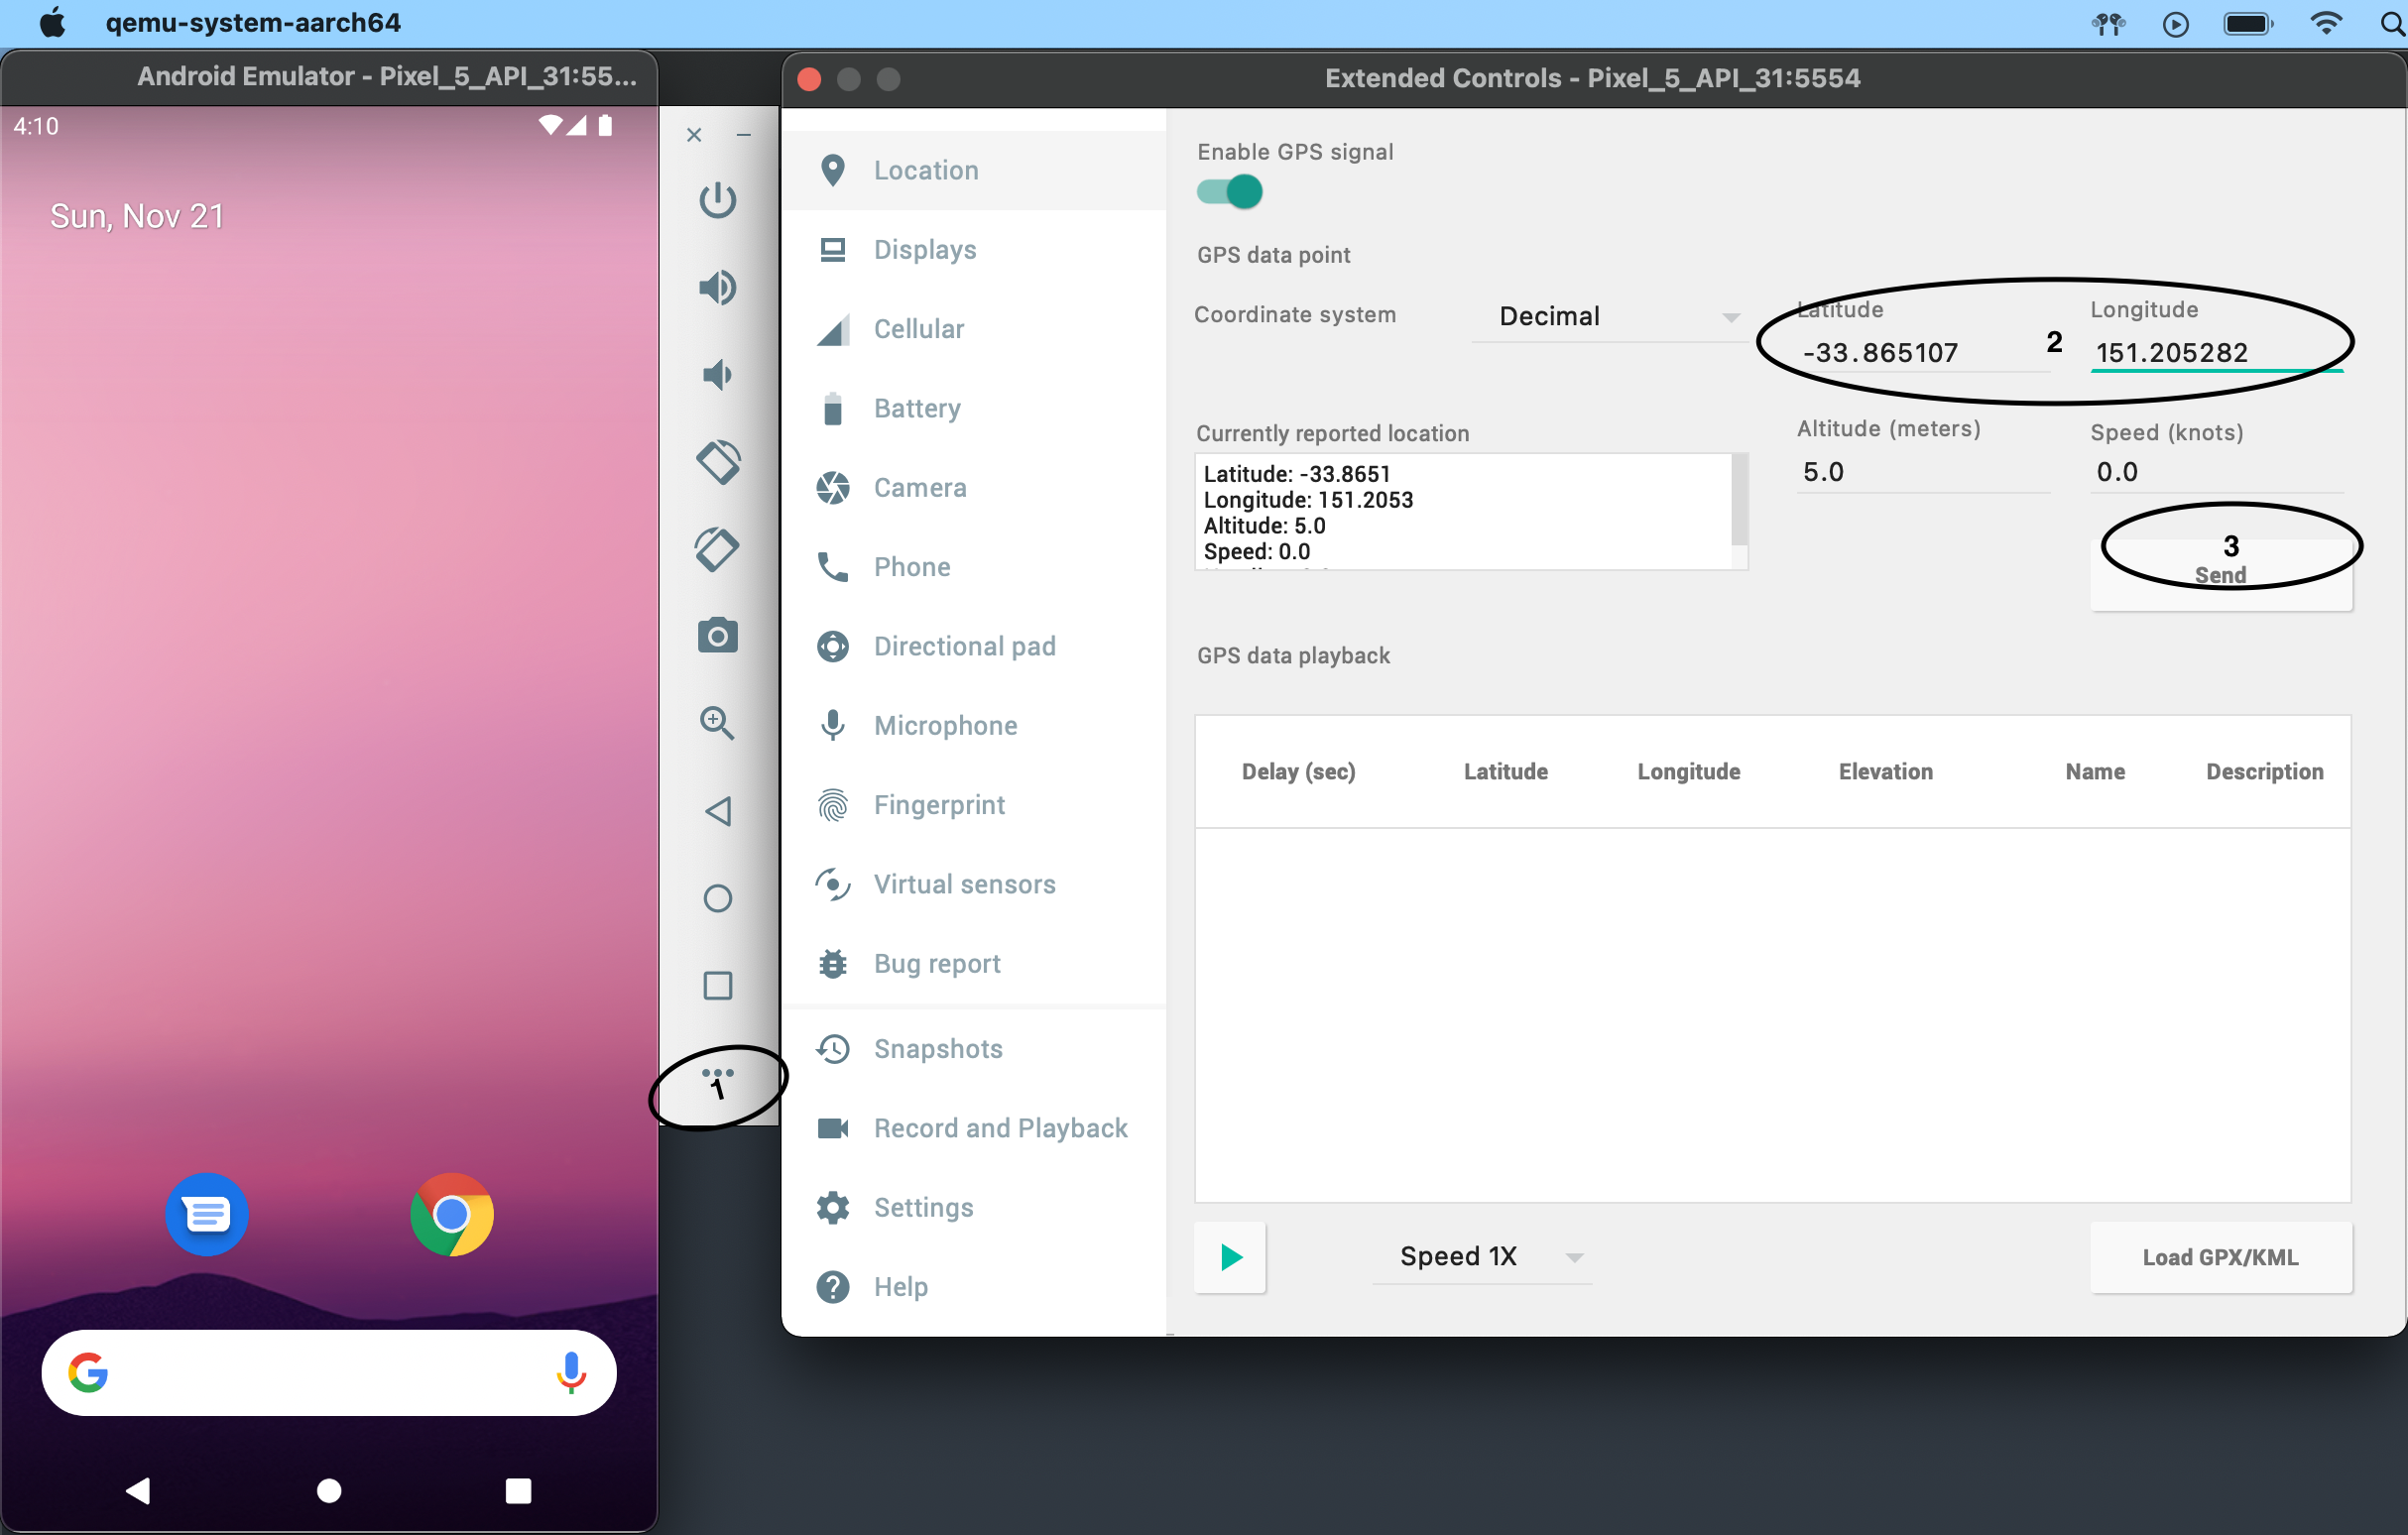 qemu-system-aarch64
Android Emulator - Pixel_5_API_31:55...
4:10
Sun, Nov 21
1
Extended Controls - Pixel_5_API_31:5554
Location
Displays
Cellular
Battery
Camera
Phone
Directional pad
Microphone
Fingerprint
Virtual sensors
Bug report
Snapshots
Record and Playback
Settings
Help
Enable GPS signal
GPS data point
Coordinate system Decimal
Latitude Longitude
-33.865107 2 151.205282
Currently reported location
Latitude: -33.8651
Longitude: 151.2053
Altitude: 5.0
Speed: 0.0
Altitude (meters) Speed (knots)
5.0 0.0
3
Send
GPS data playback
Delay (sec) Latitude Longitude Elevation Name Description
Speed 1X Load GPX/KML